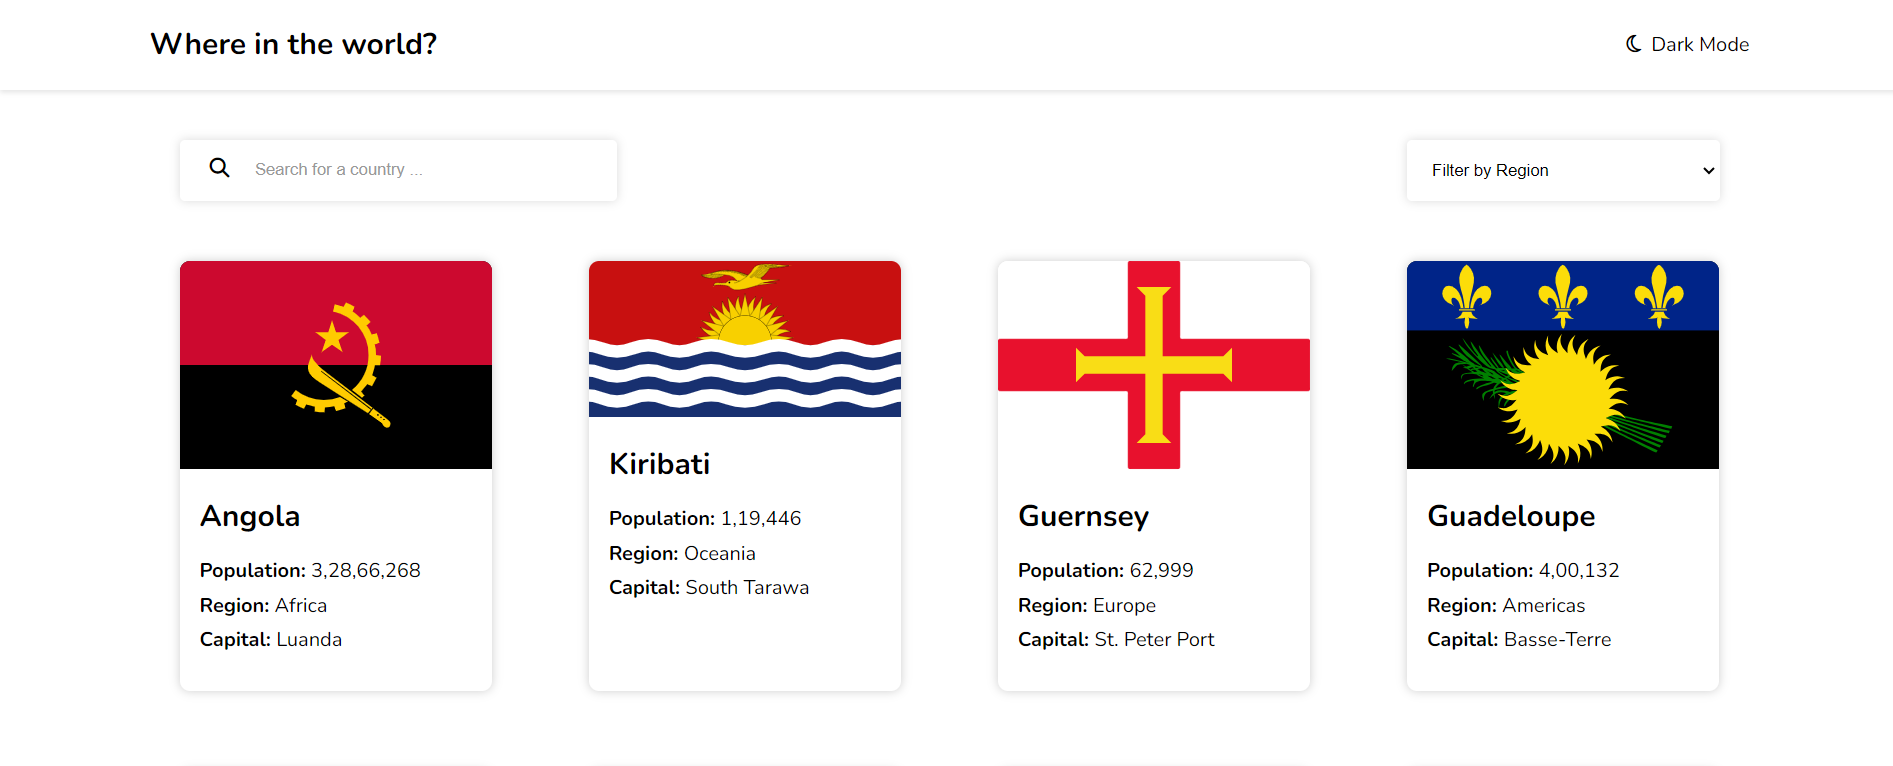 Where in the world?
Dark Mode
Search for a country ...
Filter by Region
Angola
Population: 3,28,66,268
Region: Africa
Capital: Luanda
Kiribati
Population: 1,19,446
Region: Oceania
Capital: South Tarawa
Guernsey
Population: 62,999
Region: Europe
Capital: St. Peter Port
Guadeloupe
Population: 4,00,132
Region: Americas
Capital: Basse-Terre